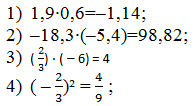 1) 1,9·0,6=−1,14;
2) −18,3·(−5,4)=98,82;
3) (2/3)·(−6)=4
4) (−2/3)²=4/9;